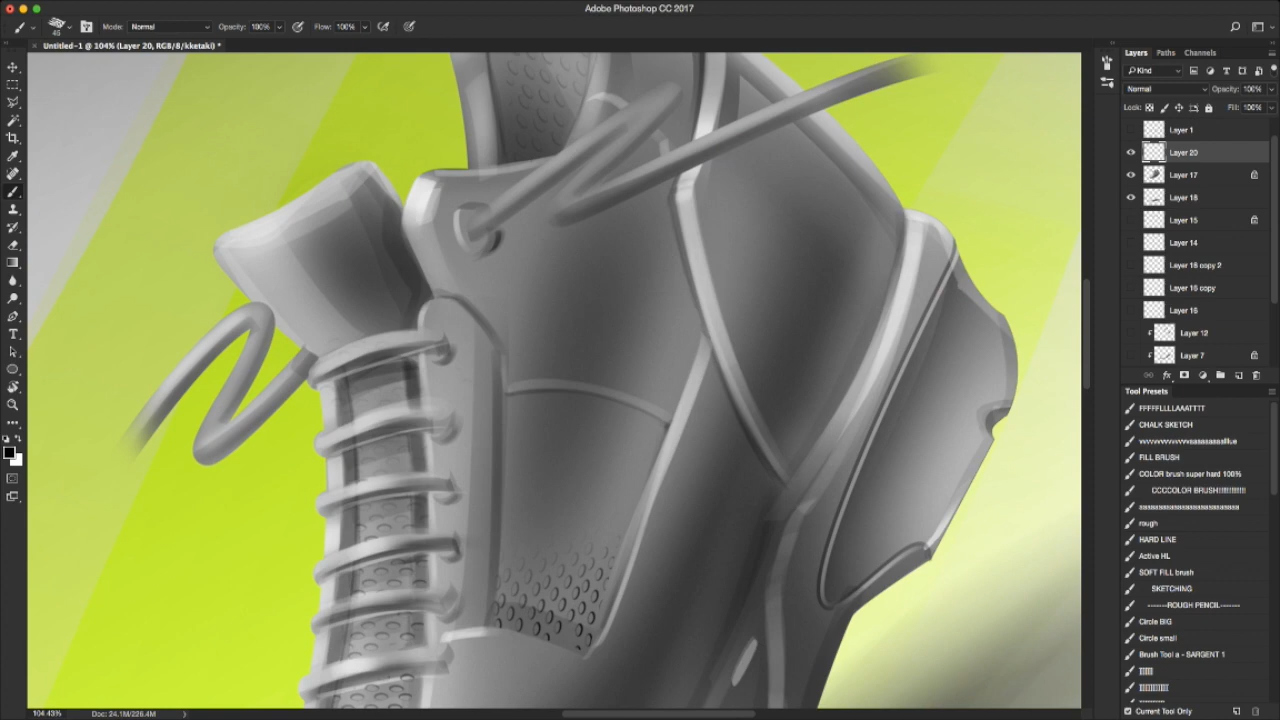 Adobe Photoshop CC 2017
45 Mode: Normal Opacity: 100% Flow: 100%
Untitled-1 @ 104% (Layer 20, RGB/8/kketaki) *
Layers Paths Channels
Kind
Normal Opacity: 100%
Lock: Fill: 100%
Layer 1
Layer 20
Layer 17
Layer 18
Layer 15
Layer 14
Layer 16 copy 2
Layer 16 copy
Layer 16
Layer 12
Layer 7
Tool Presets
CHALK SKETCH
FILL BRUSH
COLOR brush super hard 100%
rough
HARD LINE
Active HL
SOFT FILL brush
SKETCHING
-------ROUGH PENCIL------
Circle BIG
Circle small
Brush Tool a - SARGENT 1
Current Tool Only
104.43% Doc: 24.1M/226.4M